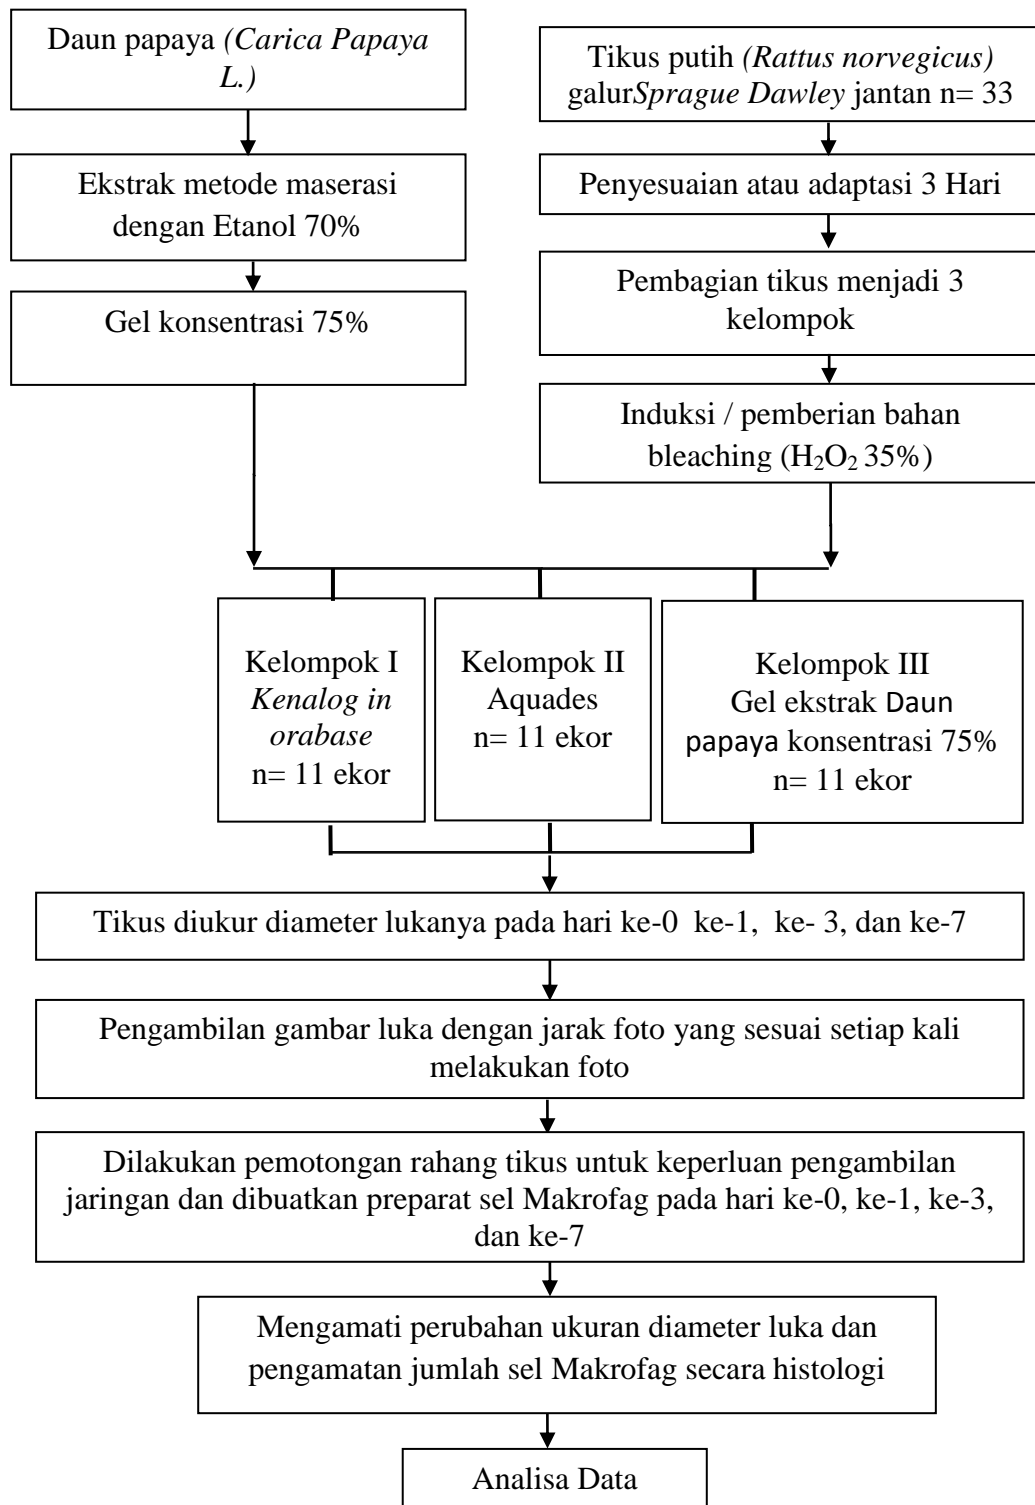 Daun papaya (Carica Papaya
L.)
Ekstrak metode maserasi
dengan Etanol 70%
Gel konsentrasi 75%
Tikus putih (Rattus norvegicus)
galurSprague Dawley jantan n= 33
Penyesuaian atau adaptasi 3 Hari
Pembagian tikus menjadi 3
kelompok
Induksi / pemberian bahan
bleaching (H₂O₂ 35%)
Kelompok I
Kenalog in
orabase
n= 11 ekor
Kelompok II
Aquades
n= 11 ekor
Kelompok III
Gel ekstrak Daun
papaya konsentrasi 75%
n= 11 ekor
Tikus diukur diameter lukanya pada hari ke-0 ke-1, ke- 3, dan ke-7
Pengambilan gambar luka dengan jarak foto yang sesuai setiap kali
melakukan foto
Dilakukan pemotongan rahang tikus untuk keperluan pengambilan
jaringan dan dibuatkan preparat sel Makrofag pada hari ke-0, ke-1, ke-3,
dan ke-7
Mengamati perubahan ukuran diameter luka dan
pengamatan jumlah sel Makrofag secara histologi
Analisa Data